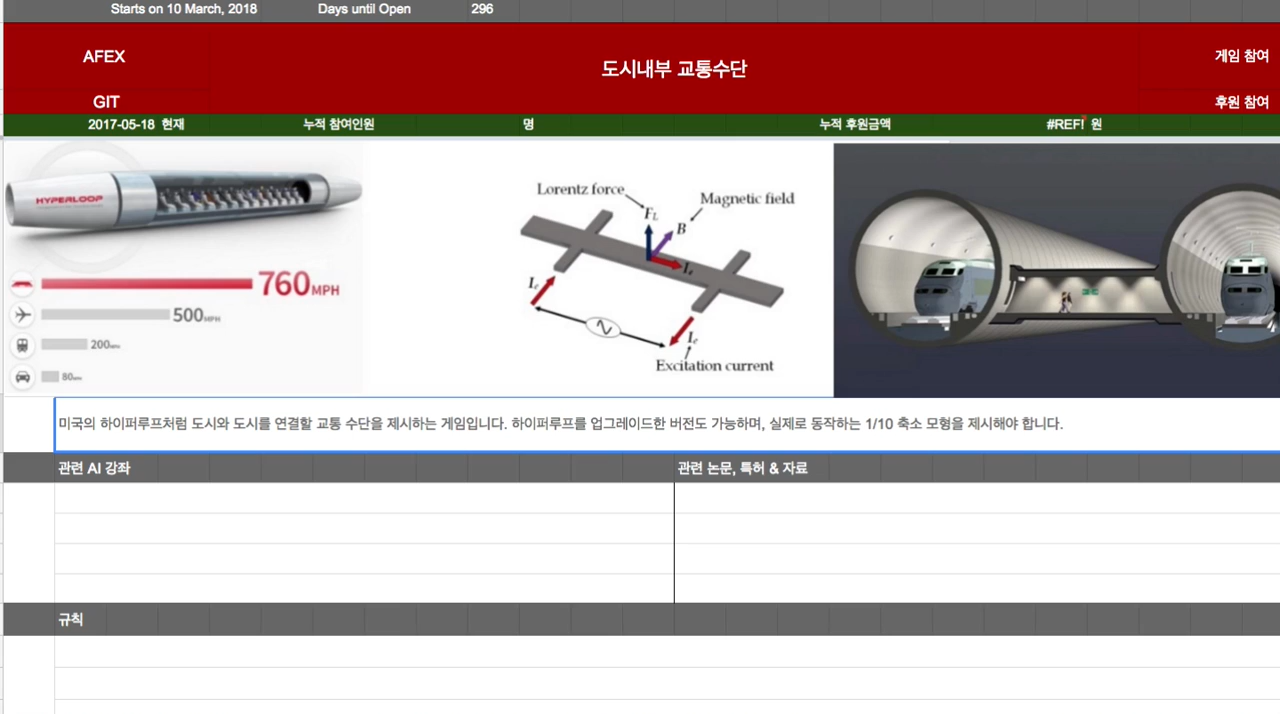 Starts on 10 March, 2018 Days until Open 296
AFEX
도시내부 교통수단
게임 참여
GIT
후원 참여
2017-05-18 현재 누적 참여인원 명 누적 후원금액 #REF! 원
HYPERLOOP
760MPH
500MPH
200MPH
80MPH
Lorentz force
Magnetic field
FL
B
Ie
Ie
Ie
Excitation current
미국의 하이퍼루프처럼 도시와 도시를 연결할 교통 수단을 제시하는 게임입니다. 하이퍼루프를 업그레이드한 버전도 가능하며, 실제로 동작하는 1/10 축소 모형을 제시해야 합니다.
관련 AI 강좌 관련 논문, 특허 & 자료
규칙